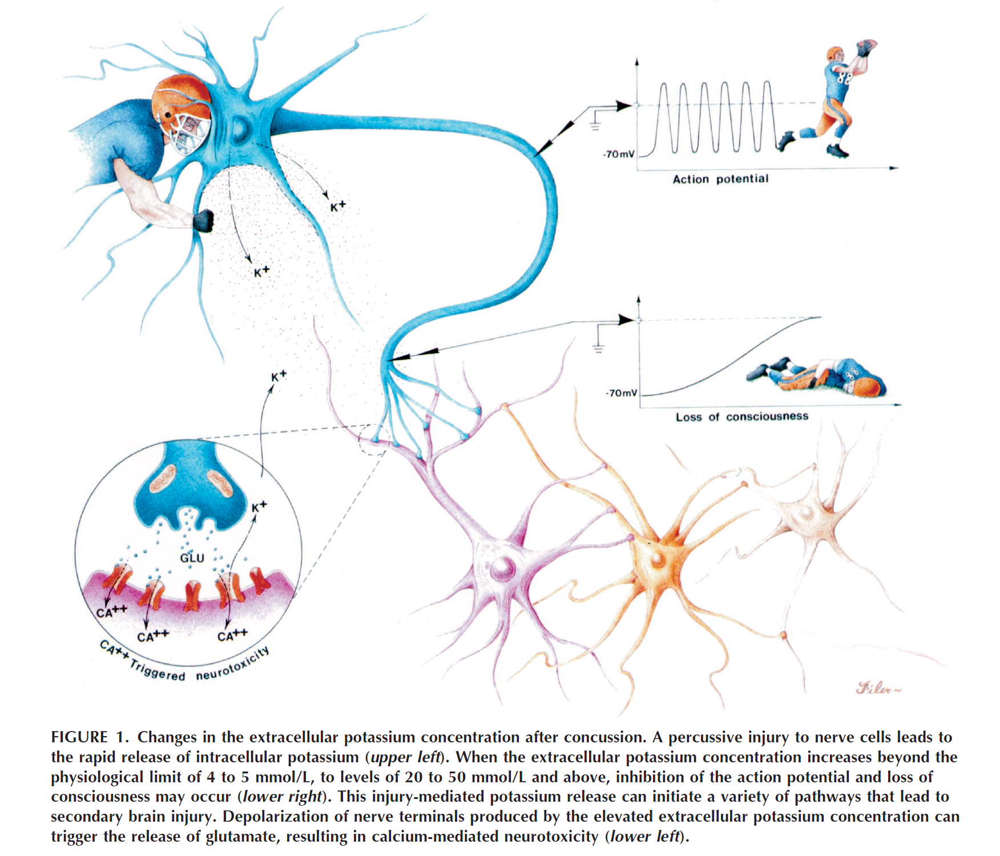 88
-70mV
Action potential
K+
K+
K+
-70mV
88
Loss of consciousness
K+
GLU
CA++
CA++
CA++
CA++ Triggered neurotoxicity
Filer~
FIGURE 1. Changes in the extracellular potassium concentration after concussion. A percussive injury to nerve cells leads to
the rapid release of intracellular potassium (upper left). When the extracellular potassium concentration increases beyond the
physiological limit of 4 to 5 mmol/L, to levels of 20 to 50 mmol/L and above, inhibition of the action potential and loss of
consciousness may occur (lower right). This injury-mediated potassium release can initiate a variety of pathways that lead to
secondary brain injury. Depolarization of nerve terminals produced by the elevated extracellular potassium concentration can
trigger the release of glutamate, resulting in calcium-mediated neurotoxicity (lower left).